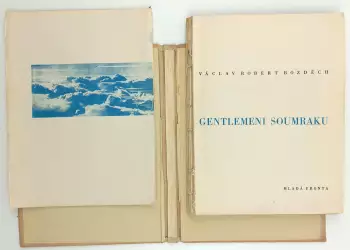 VÁCLAV ROBERT BOZDĚCH
GENTLEMENI SOUMRAKU
MLADÁ FRONTA